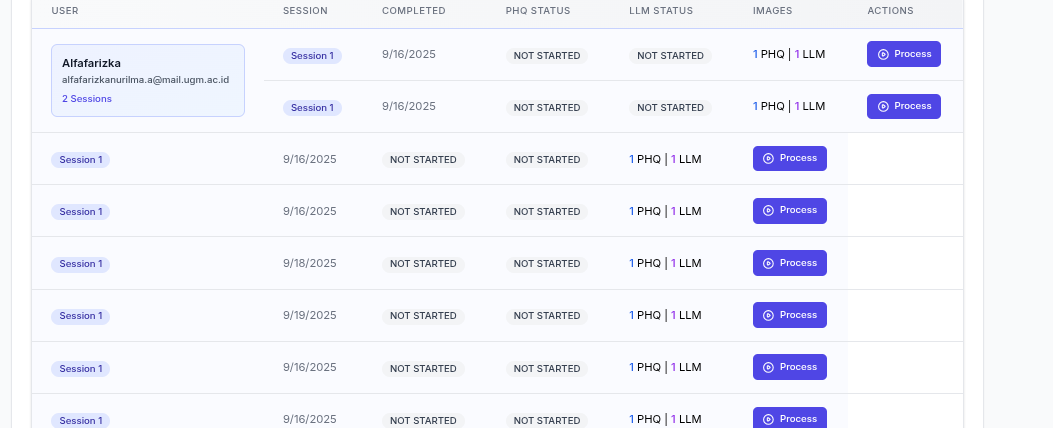 USER SESSION COMPLETED PHQ STATUS LLM STATUS IMAGES ACTIONS
Alfafarizka
alfafarizkanurilma.a@mail.ugm.ac.id
2 Sessions
Session 1 9/16/2025 NOT STARTED NOT STARTED 1 PHQ | 1 LLM Process
Session 1 9/16/2025 NOT STARTED NOT STARTED 1 PHQ | 1 LLM Process
Session 1 9/16/2025 NOT STARTED NOT STARTED 1 PHQ | 1 LLM Process
Session 1 9/16/2025 NOT STARTED NOT STARTED 1 PHQ | 1 LLM Process
Session 1 9/18/2025 NOT STARTED NOT STARTED 1 PHQ | 1 LLM Process
Session 1 9/19/2025 NOT STARTED NOT STARTED 1 PHQ | 1 LLM Process
Session 1 9/16/2025 NOT STARTED NOT STARTED 1 PHQ | 1 LLM Process
Session 1 9/16/2025 NOT STARTED NOT STARTED 1 PHQ | 1 LLM Process